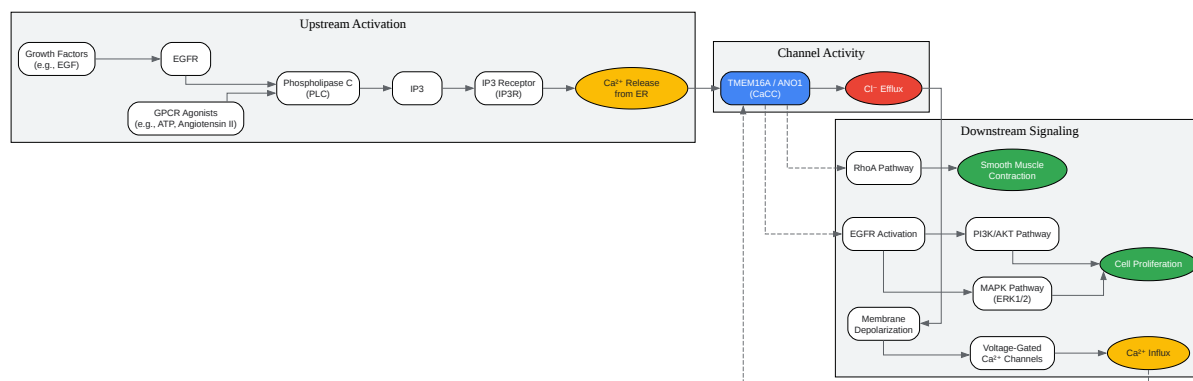 Upstream Activation
Growth Factors
(e.g., EGF)
EGFR
GPCR Agonists
(e.g., ATP, Angiotensin II)
Phospholipase C
(PLC)
IP3
IP3 Receptor
(IP3R)
Ca²⁺ Release
from ER
Channel Activity
TMEM16A / ANO1
(CaCC)
Cl⁻ Efflux
Downstream Signaling
RhoA Pathway
Smooth Muscle
Contraction
EGFR Activation
PI3K/AKT Pathway
Cell Proliferation
MAPK Pathway
(ERK1/2)
Membrane
Depolarization
Voltage-Gated
Ca²⁺ Channels
Ca²⁺ Influx